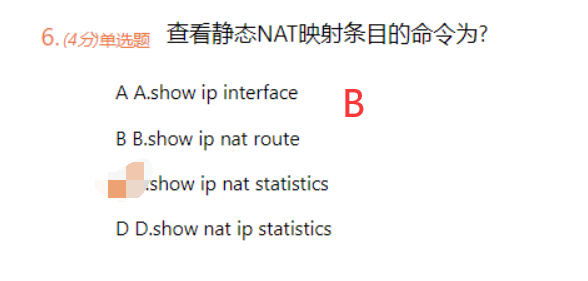 6.(4分)单选题 查看静态NAT映射条目的命令为?
A A.show ip interface
B
B B.show ip nat route
.show ip nat statistics
D D.show nat ip statistics